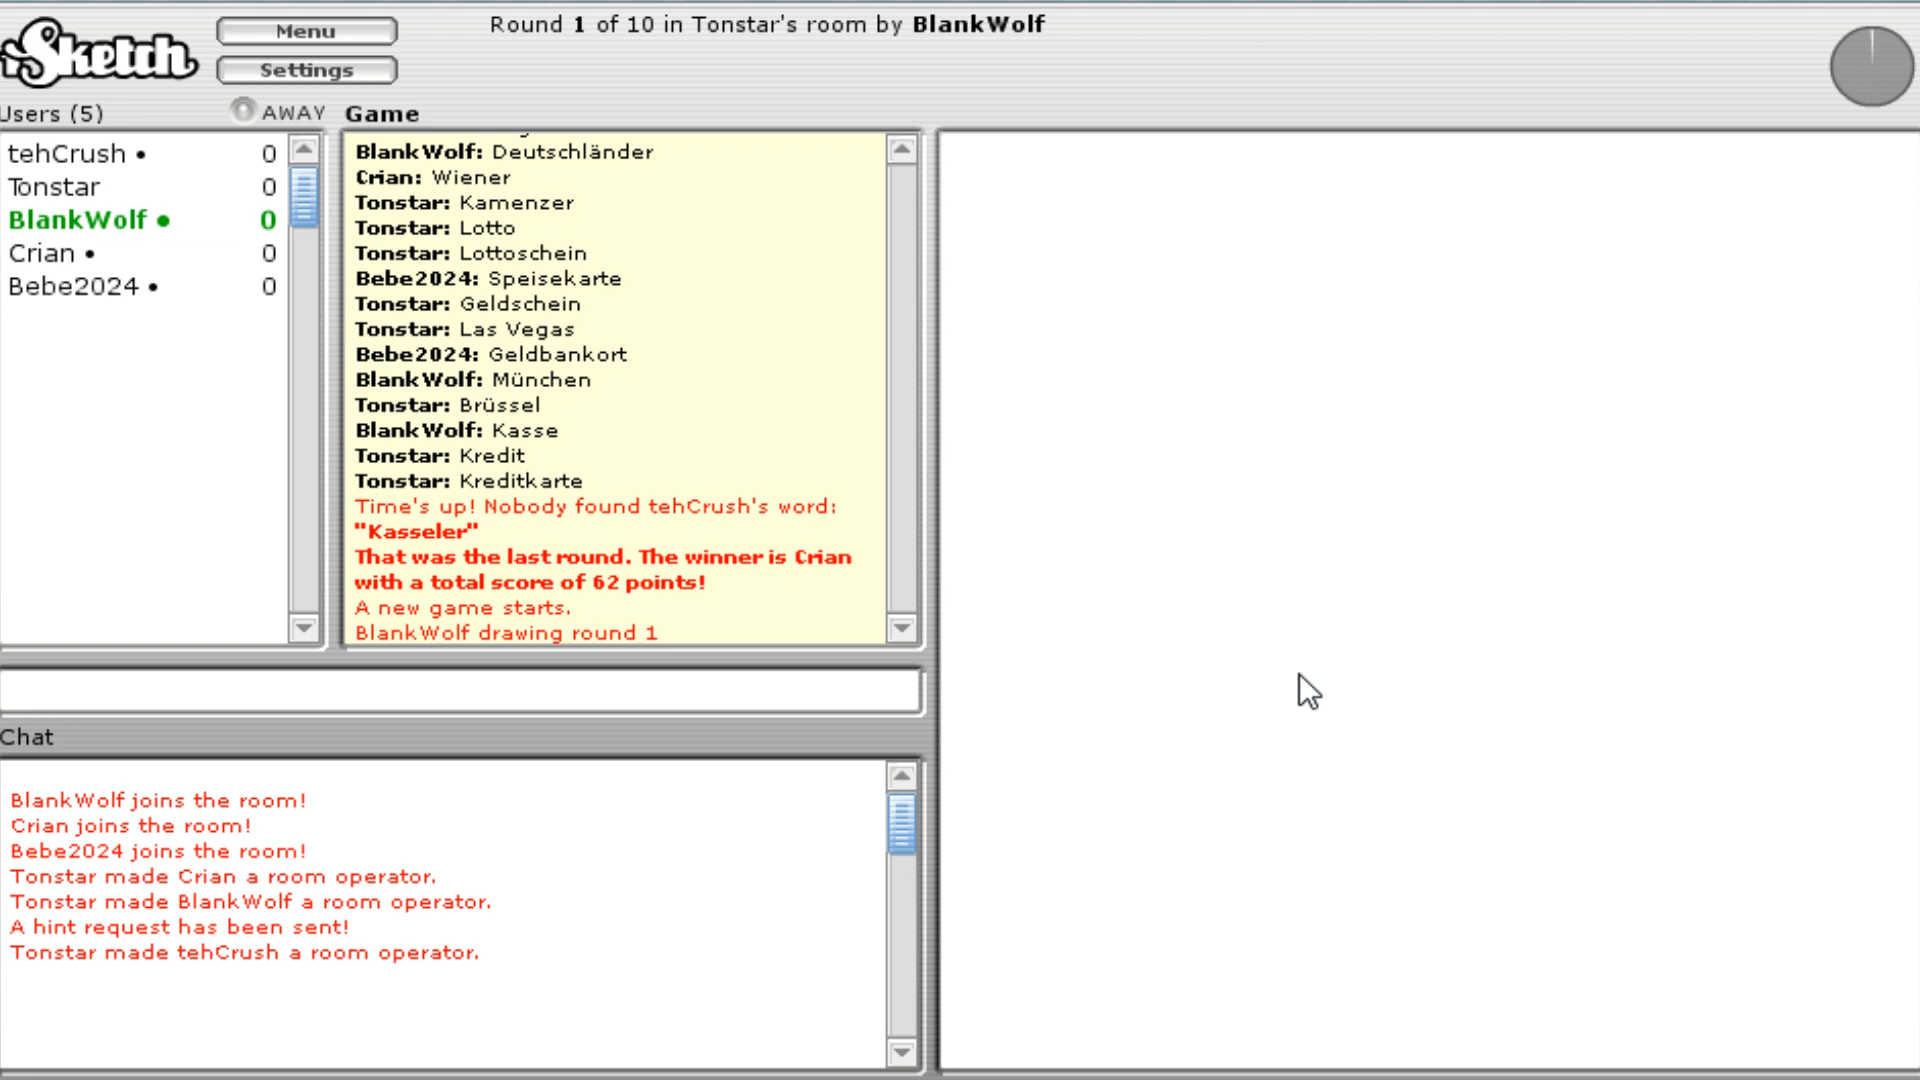 iSketch
Menu
Settings
Round 1 of 10 in Tonstar's room by BlankWolf
Users (5)
AWAY
Game
tehCrush • 0
Tonstar 0
BlankWolf • 0
Crian • 0
Bebe2024 • 0
BlankWolf: Deutschländer
Crian: Wiener
Tonstar: Kamenzer
Tonstar: Lotto
Tonstar: Lottoschein
Bebe2024: Speisekarte
Tonstar: Geldschein
Tonstar: Las Vegas
Bebe2024: Geldbankort
BlankWolf: München
Tonstar: Brüssel
BlankWolf: Kasse
Tonstar: Kredit
Tonstar: Kreditkarte
Time's up! Nobody found tehCrush's word:
"Kasseler"
That was the last round. The winner is Crian
with a total score of 62 points!
A new game starts.
BlankWolf drawing round 1
Chat
BlankWolf joins the room!
Crian joins the room!
Bebe2024 joins the room!
Tonstar made Crian a room operator.
Tonstar made BlankWolf a room operator.
A hint request has been sent!
Tonstar made tehCrush a room operator.